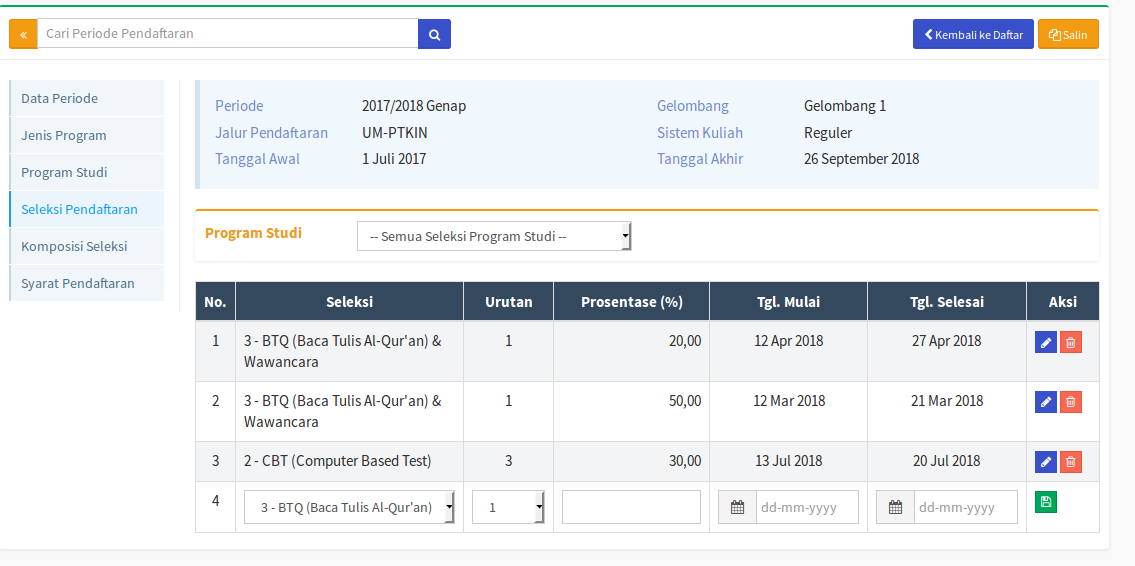 «
Cari Periode Pendaftaran
Kembali ke Daftar
Salin
Data Periode
Jenis Program
Program Studi
Seleksi Pendaftaran
Komposisi Seleksi
Syarat Pendaftaran
Periode 2017/2018 Genap Gelombang Gelombang 1
Jalur Pendaftaran UM-PTKIN Sistem Kuliah Reguler
Tanggal Awal 1 Juli 2017 Tanggal Akhir 26 September 2018
Program Studi -- Semua Seleksi Program Studi --
No. Seleksi Urutan Prosentase (%) Tgl. Mulai Tgl. Selesai Aksi
1 3 - BTQ (Baca Tulis Al-Qur'an) & 1 20,00 12 Apr 2018 27 Apr 2018
Wawancara
2 3 - BTQ (Baca Tulis Al-Qur'an) & 1 50,00 12 Mar 2018 21 Mar 2018
Wawancara
3 2 - CBT (Computer Based Test) 3 30,00 13 Jul 2018 20 Jul 2018
4 3 - BTQ (Baca Tulis Al-Qur'an) 1 dd-mm-yyyy dd-mm-yyyy